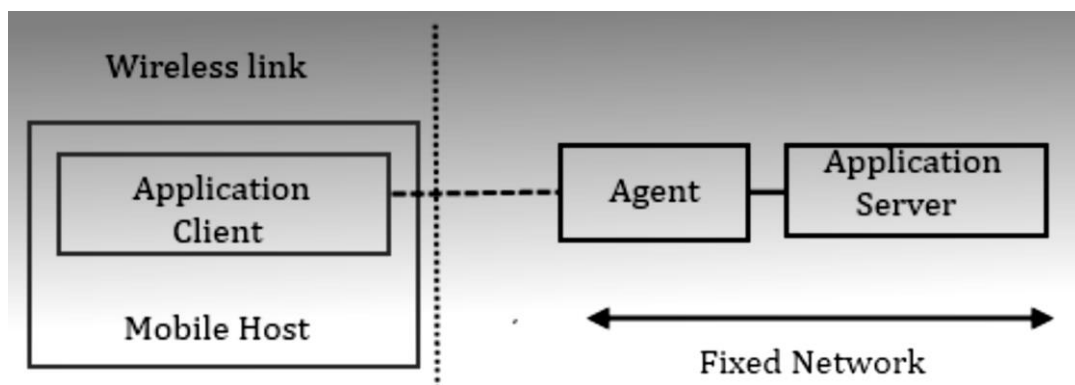 Wireless link
Application
Client
Mobile Host
Agent
Application
Server
Fixed Network